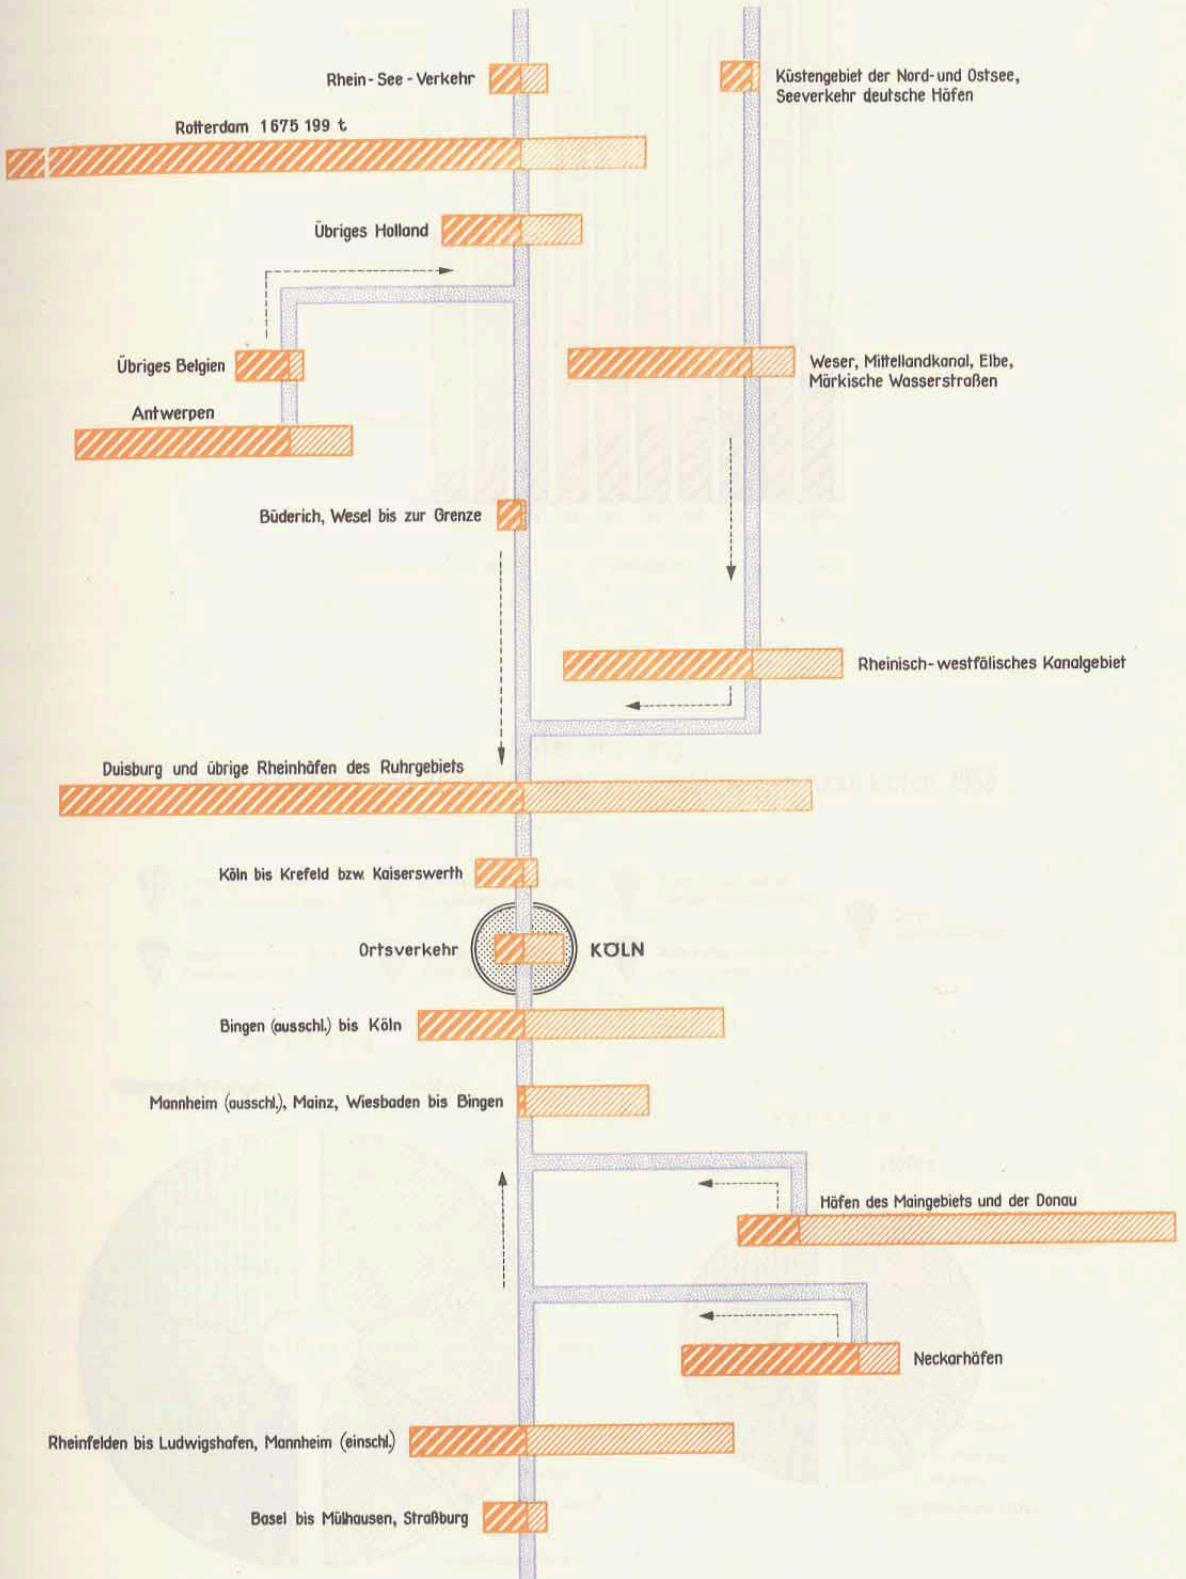 Rhein-See-Verkehr
Küstengebiet der Nord-und Ostsee,
Seeverkehr deutsche Häfen
Rotterdam 1 675 199 t
Übriges Holland
Übriges Belgien
Weser, Mittellandkanal, Elbe,
Märkische Wasserstraßen
Antwerpen
Büderich, Wesel bis zur Grenze
Rheinisch-westfälisches Kanalgebiet
Duisburg und übrige Rheinhäfen des Ruhrgebiets
Köln bis Krefeld bzw. Kaiserswerth
Ortsverkehr
KÖLN
Bingen (ausschl.) bis Köln
Mannheim (ausschl.), Mainz, Wiesbaden bis Bingen
Häfen des Maingebiets und der Donau
Neckarhäfen
Rheinfelden bis Ludwigshafen, Mannheim (einschl.)
Basel bis Mülhausen, Straßburg